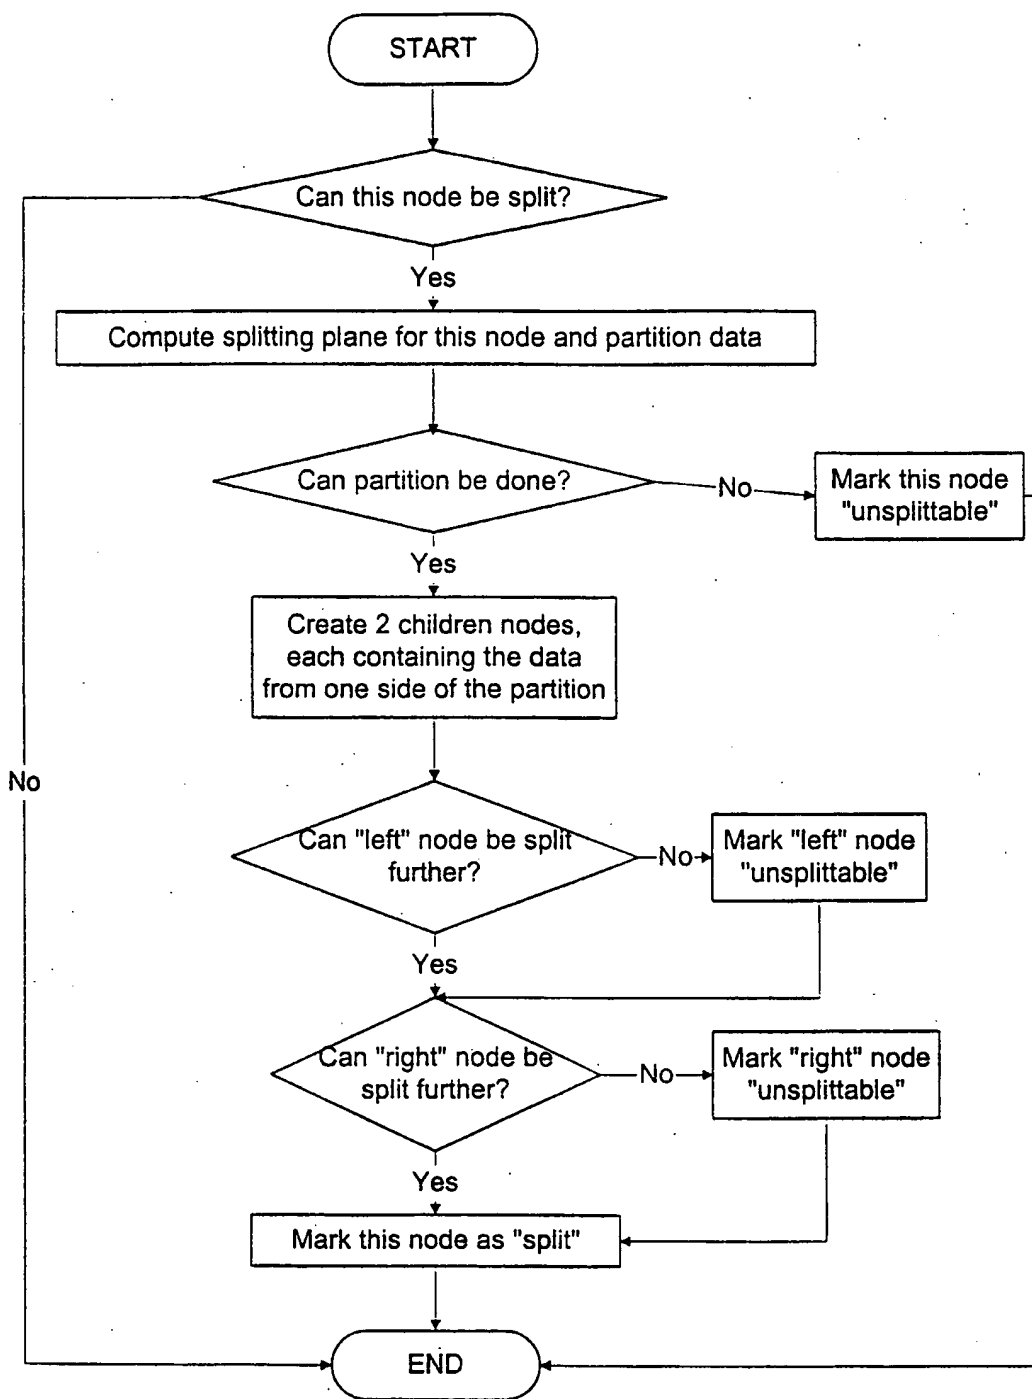 START
Can this node be split?
Yes
Compute splitting plane for this node and partition data
Can partition be done?
No
Mark this node
"unsplittable"
Yes
Create 2 children nodes,
each containing the data
from one side of the partition
No
Can "left" node be split
further?
No
Mark "left" node
"unsplittable"
Yes
Can "right" node be
split further?
No
Mark "right" node
"unsplittable"
Yes
Mark this node as "split"
END